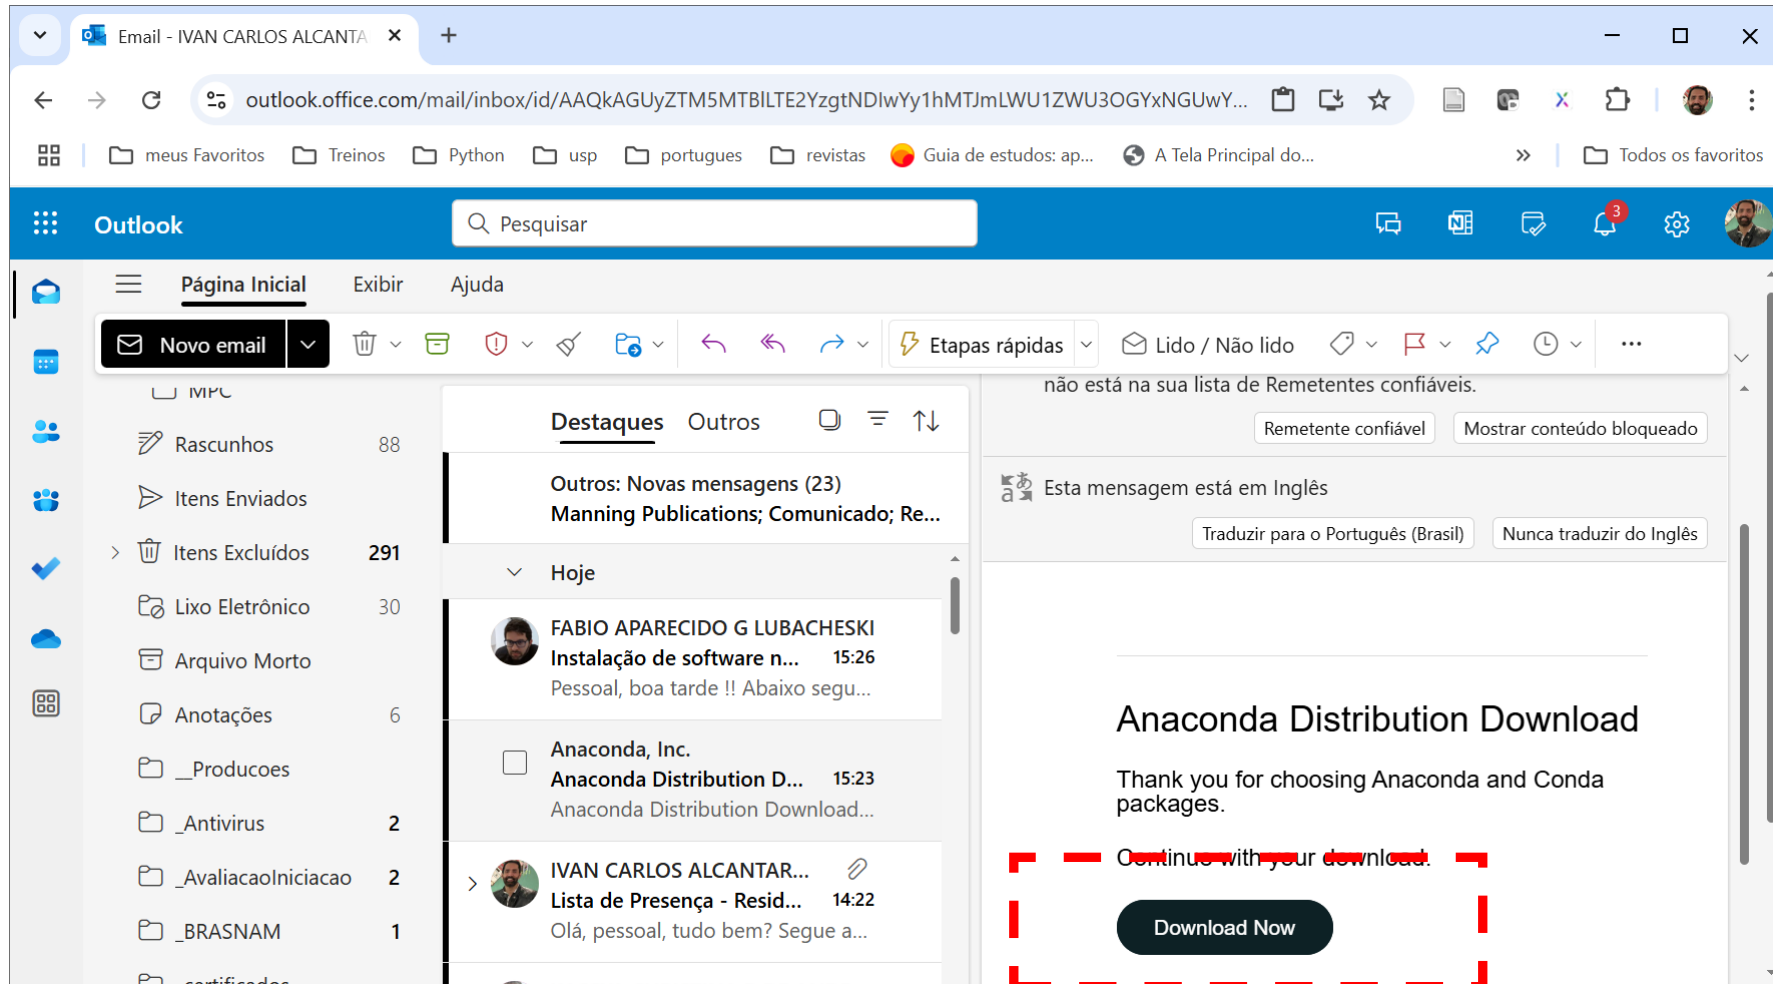 Email - IVAN CARLOS ALCANTA
outlook.office.com/mail/inbox/id/AAQkAGUyZTM5MTBlLTE2YzgtNDIwYy1hMTJmLWU1ZWU3OGYxNGUwY...
meus Favoritos
Treinos
Python
usp
portugues
revistas
Guia de estudos: ap...
A Tela Principal do...
Todos os favoritos
Outlook
Pesquisar
3
Página Inicial
Exibir
Ajuda
Novo email
Etapas rápidas
Lido / Não lido
MPC
Rascunhos 88
Itens Enviados
Itens Excluídos 291
Lixo Eletrônico 30
Arquivo Morto
Anotações 6
__Producoes
_Antivirus 2
_AvaliacaoIniciacao 2
_BRASNAM 1
certificados
Destaques Outros
Outros: Novas mensagens (23)
Manning Publications; Comunicado; Re...
Hoje
FABIO APARECIDO G LUBACHESKI
Instalação de software n... 15:26
Pessoal, boa tarde !! Abaixo segu...
Anaconda, Inc.
Anaconda Distribution D... 15:23
Anaconda Distribution Download...
IVAN CARLOS ALCANTAR...
Lista de Presença - Resid... 14:22
Olá, pessoal, tudo bem? Segue a...
não está na sua lista de Remetentes confiáveis.
Remetente confiável
Mostrar conteúdo bloqueado
Esta mensagem está em Inglês
Traduzir para o Português (Brasil)
Nunca traduzir do Inglês
Anaconda Distribution Download
Thank you for choosing Anaconda and Conda
packages.
Continue with your download.
Download Now